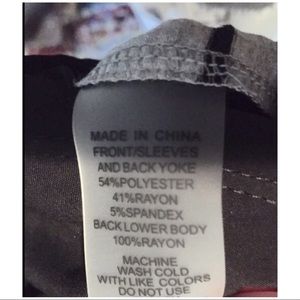 MADE IN CHINA
FRONT/SLEEVES
AND BACK YOKE
54%POLYESTER
41%RAYON
5%SPANDEX
BACK LOWER BODY
100%RAYON
MACHINE
WASH COLD
WITH LIKE COLORS
DO NOT USE